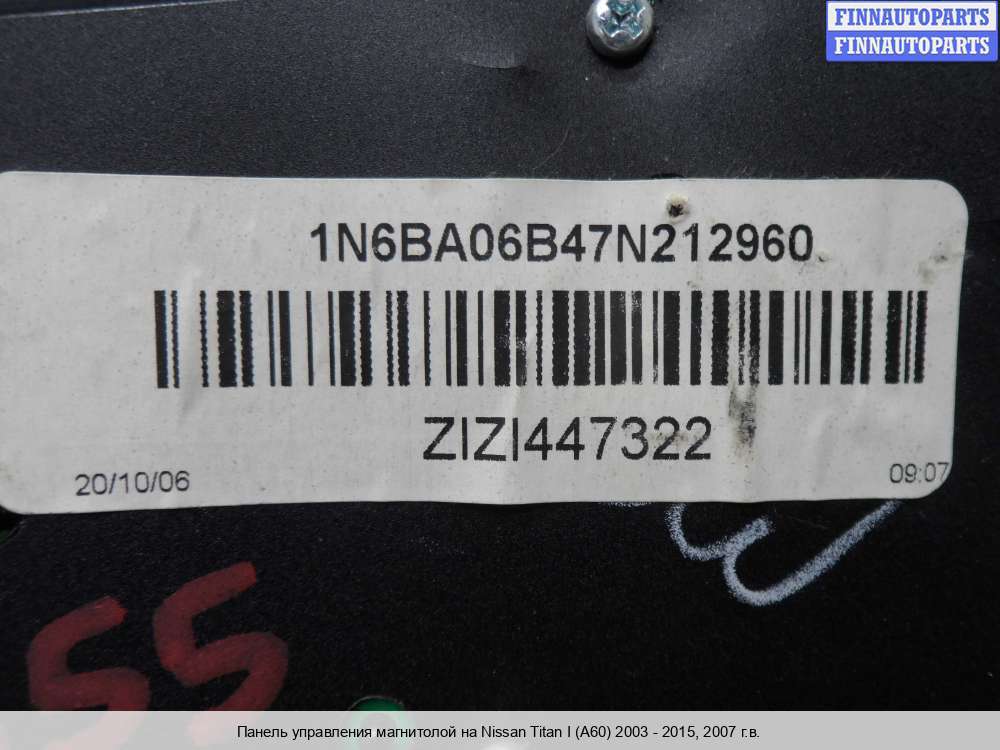 FINNAUTOPARTS
FINNAUTOPARTS
1N6BA06B47N212960
ZIZI447322
20/10/06
09:07
55
Панель управления магнитолой на Nissan Titan I (A60) 2003 - 2015, 2007 г.в.